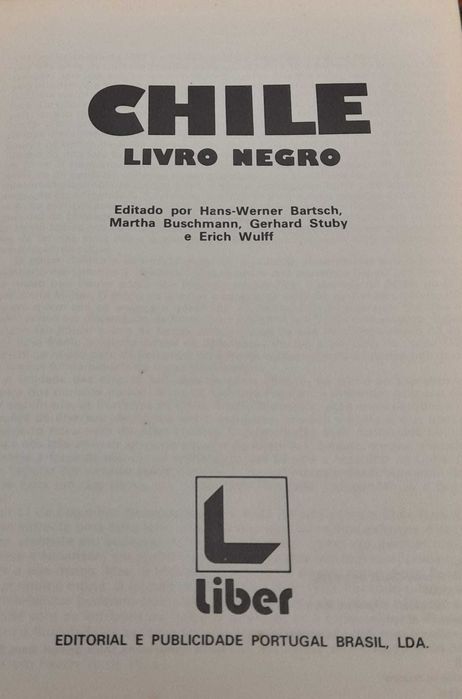 CHILE
LIVRO NEGRO
Editado por Hans-Werner Bartsch,
Martha Buschmann, Gerhard Stuby
e Erich Wulff
L
Liber
EDITORIAL E PUBLICIDADE PORTUGAL BRASIL, LDA.